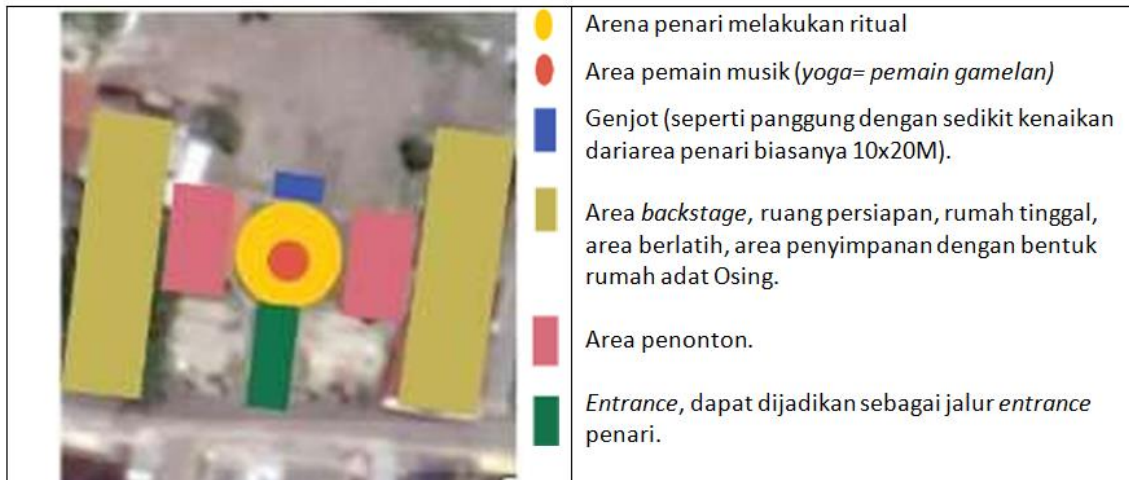 Arena penari melakukan ritual
Area pemain musik (yoga= pemain gamelan)
Genjot (seperti panggung dengan sedikit kenaikan
dariarea penari biasanya 10x20M).
Area backstage, ruang persiapan, rumah tinggal,
area berlatih, area penyimpanan dengan bentuk
rumah adat Osing.
Area penonton.
Entrance, dapat dijadikan sebagai jalur entrance
penari.